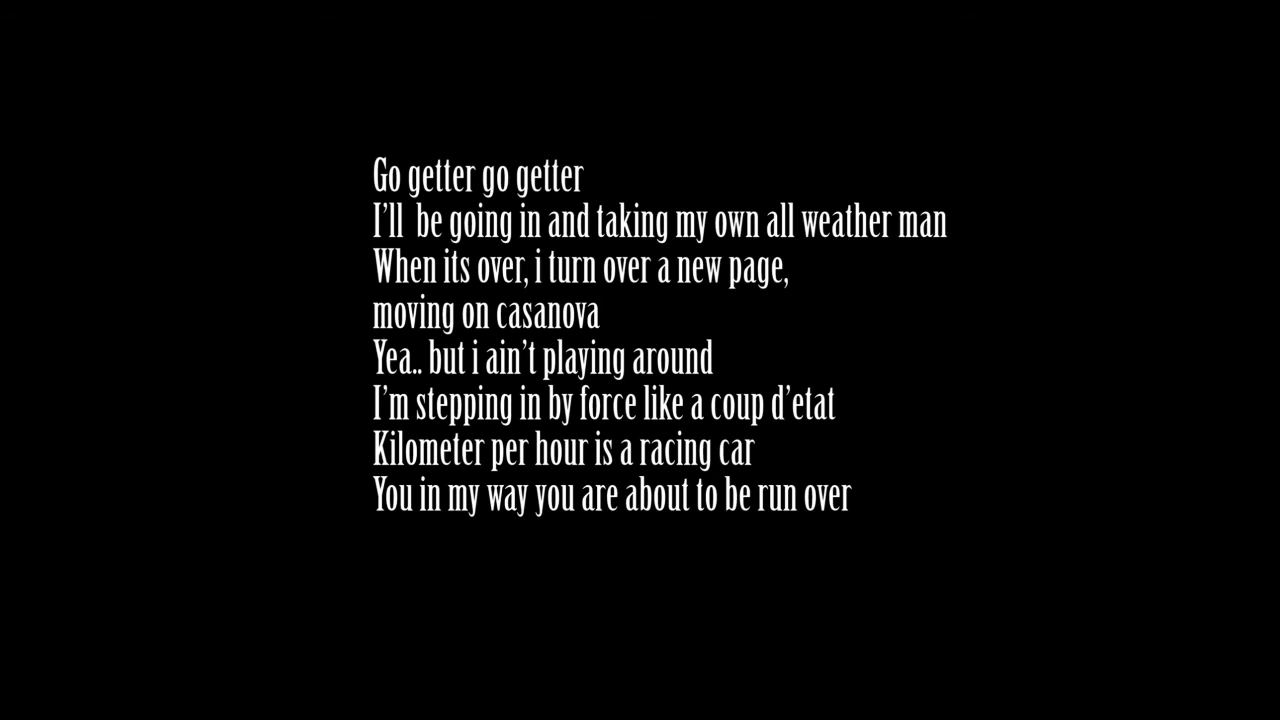 Go getter go getter
I'll  be going in and taking my own all weather man
When its over, i turn over a new page,
moving on casanova
Yea.. but i ain't playing around
I'm stepping in by force like a coup d'etat
Kilometer per hour is a racing car
You in my way you are about to be run over